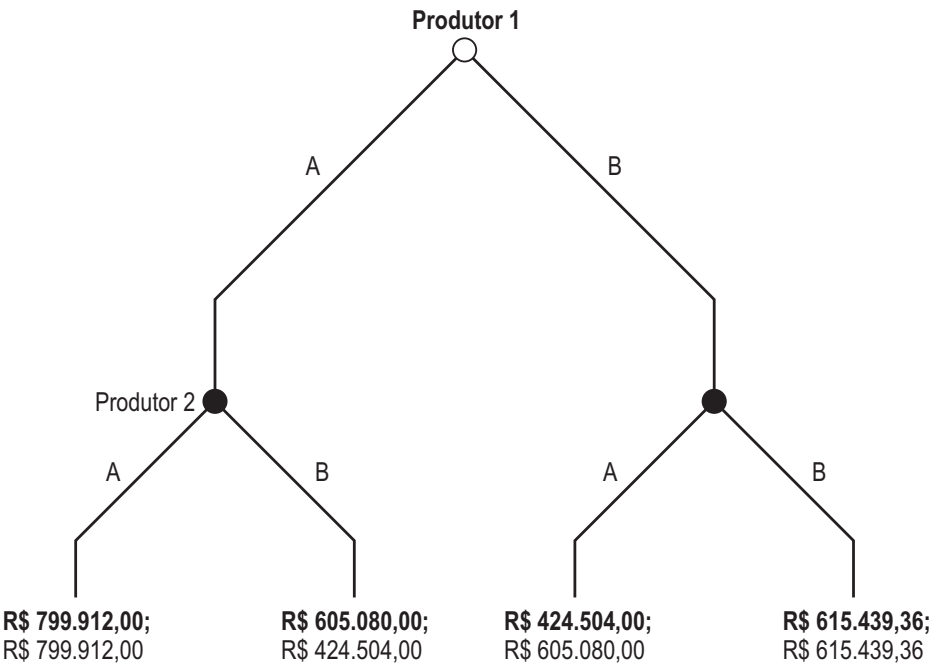 Produtor 1
A
B
Produtor 2
A
B
A
B
R$ 799.912,00;
R$ 799.912,00
R$ 605.080,00;
R$ 424.504,00
R$ 424.504,00;
R$ 605.080,00
R$ 615.439,36;
R$ 615.439,36